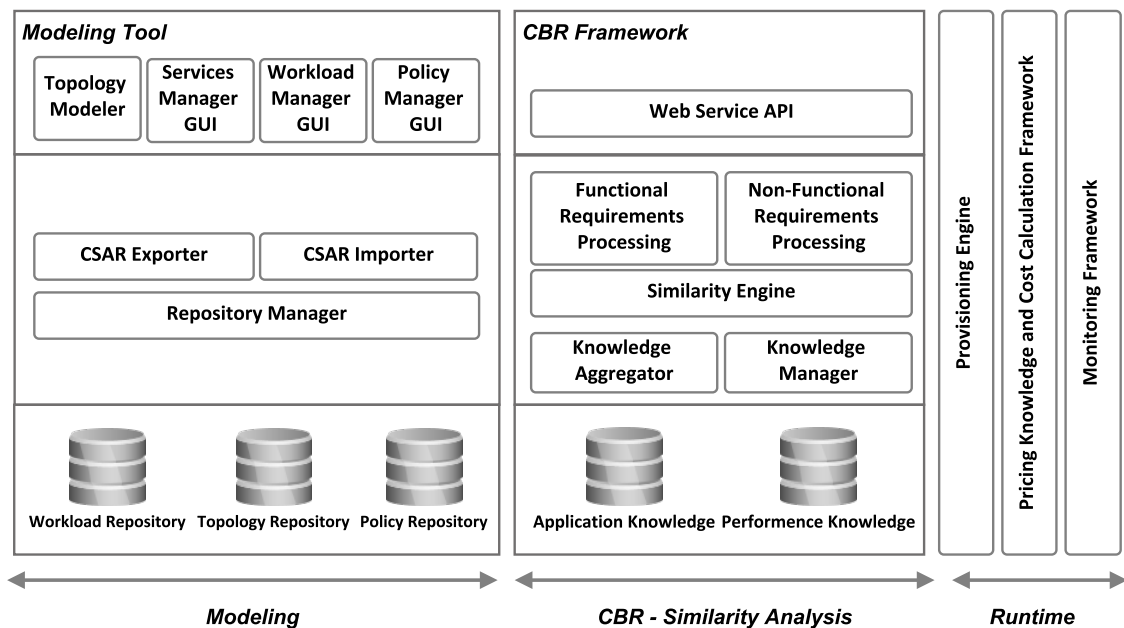 Modeling Tool
Topology
Modeler
Services
Manager
GUI
Workload
Manager
GUI
Policy
Manager
GUI
CSAR Exporter
CSAR Importer
Repository Manager
Workload Repository
Topology Repository
Policy Repository
CBR Framework
Web Service API
Functional
Requirements
Processing
Non-Functional
Requirements
Processing
Similarity Engine
Knowledge
Aggregator
Knowledge
Manager
Application Knowledge
Performence Knowledge
Provisioning Engine
Pricing Knowledge and Cost Calculation Framework
Monitoring Framework
Modeling
CBR - Similarity Analysis
Runtime